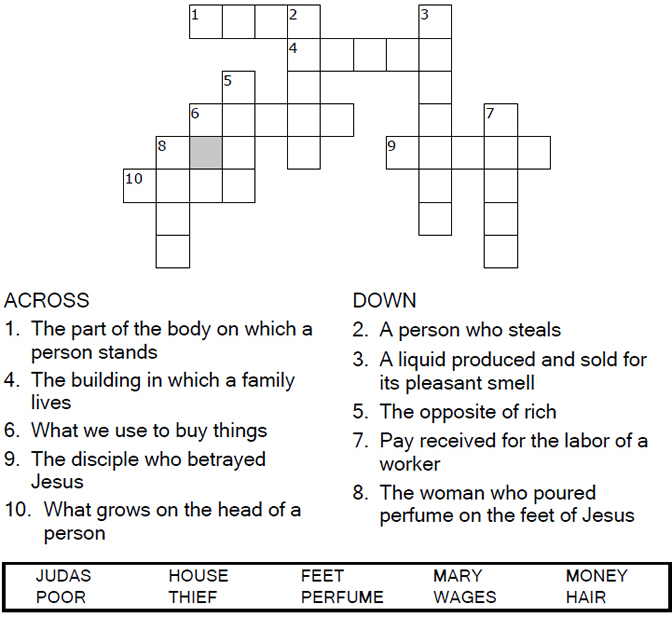 1 2 3
4
5
6 7
8 9
10
ACROSS
1. The part of the body on which a
person stands
4. The building in which a family
lives
6. What we use to buy things
9. The disciple who betrayed
Jesus
10. What grows on the head of a
person
DOWN
2. A person who steals
3. A liquid produced and sold for
its pleasant smell
5. The opposite of rich
7. Pay received for the labor of a
worker
8. The woman who poured
perfume on the feet of Jesus
JUDAS HOUSE FEET MARY MONEY
POOR THIEF PERFUME WAGES HAIR